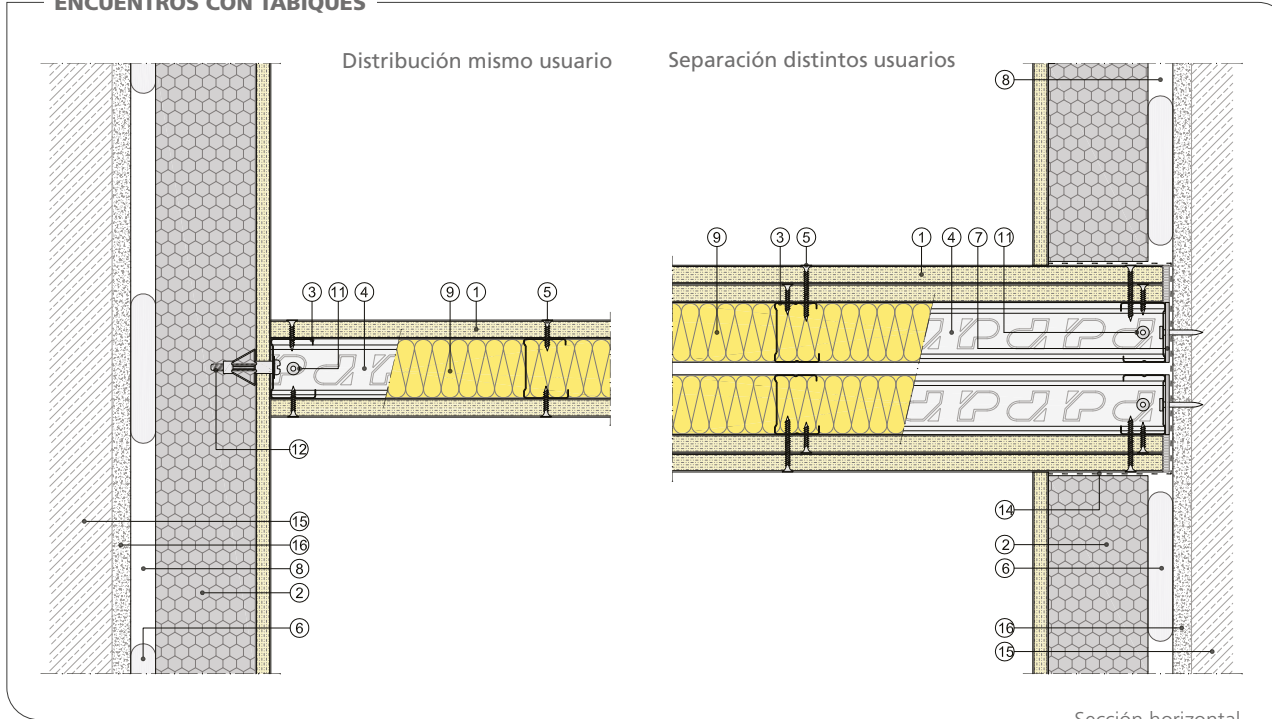 ENCUENTROS CON TABIQUES
Distribución mismo usuario
Separación distintos usuarios
8
9 3 5 1 4 7 11
3 11 4 9 1 5
12
15
16
8
2
6
14
2
6
16
15
Sección horizontal